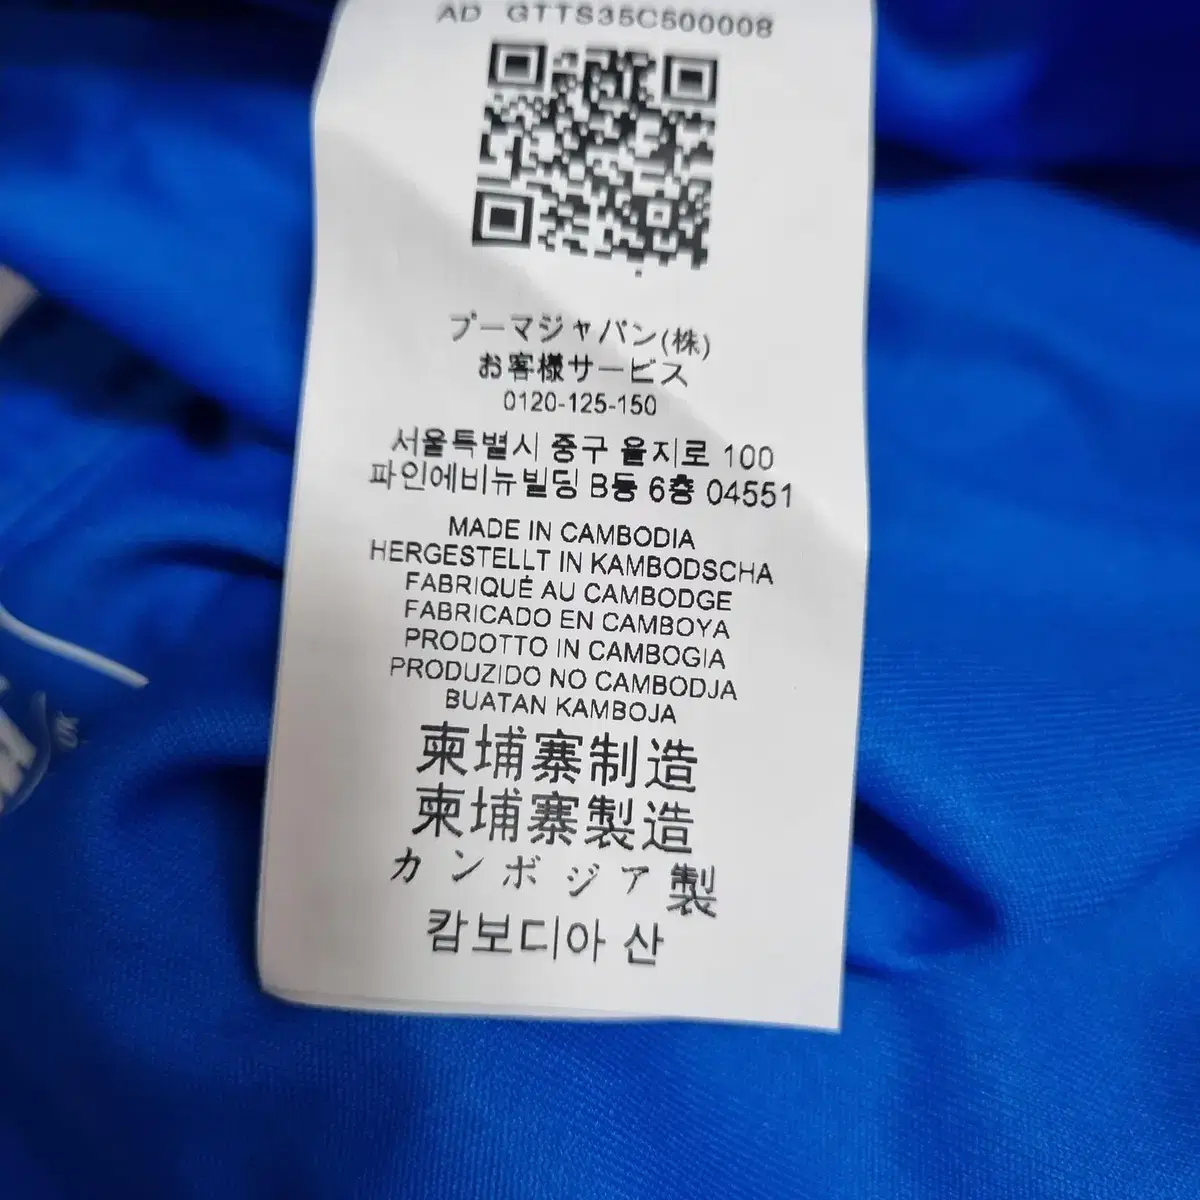 AD GTTS35C500008
プーマジャパン(株)
お客様サービス
0120-125-150
서울특별시 중구 을지로 100
파인에비뉴빌딩 B동 6층 04551
MADE IN CAMBODIA
HERGESTELLT IN KAMBODSCHA
FABRIQUÉ AU CAMBODGE
FABRICADO EN CAMBOYA
PRODOTTO IN CAMBOGIA
PRODUZIDO NO CAMBODJA
BUATAN KAMBOJA
柬埔寨制造
柬埔寨製造
カンボジア製
캄보디아 산